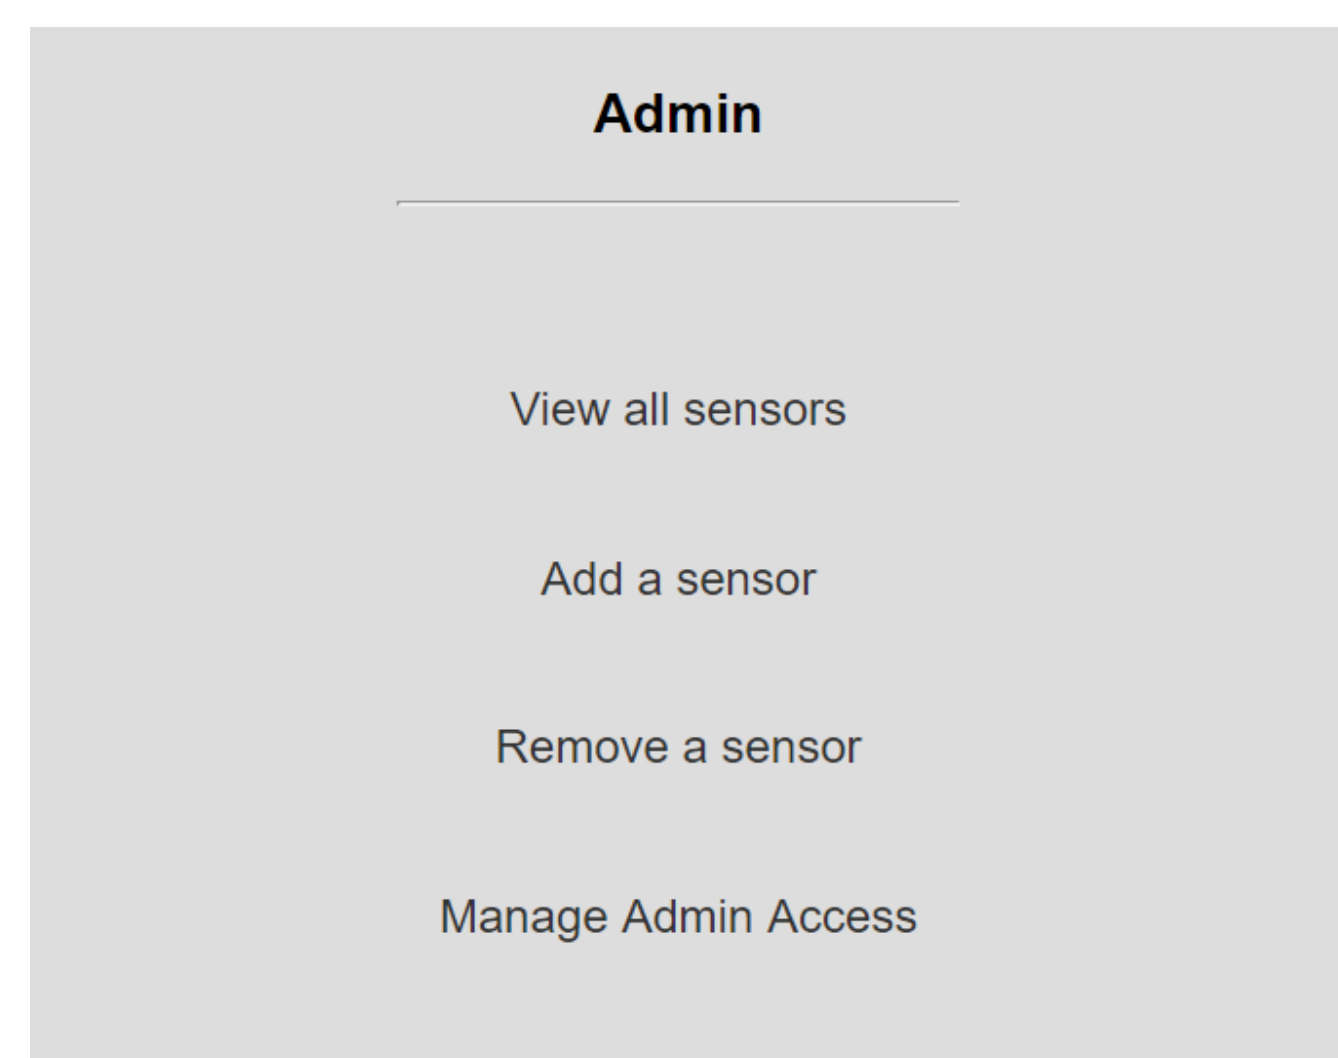 Admin
View all sensors
Add a sensor
Remove a sensor
Manage Admin Access